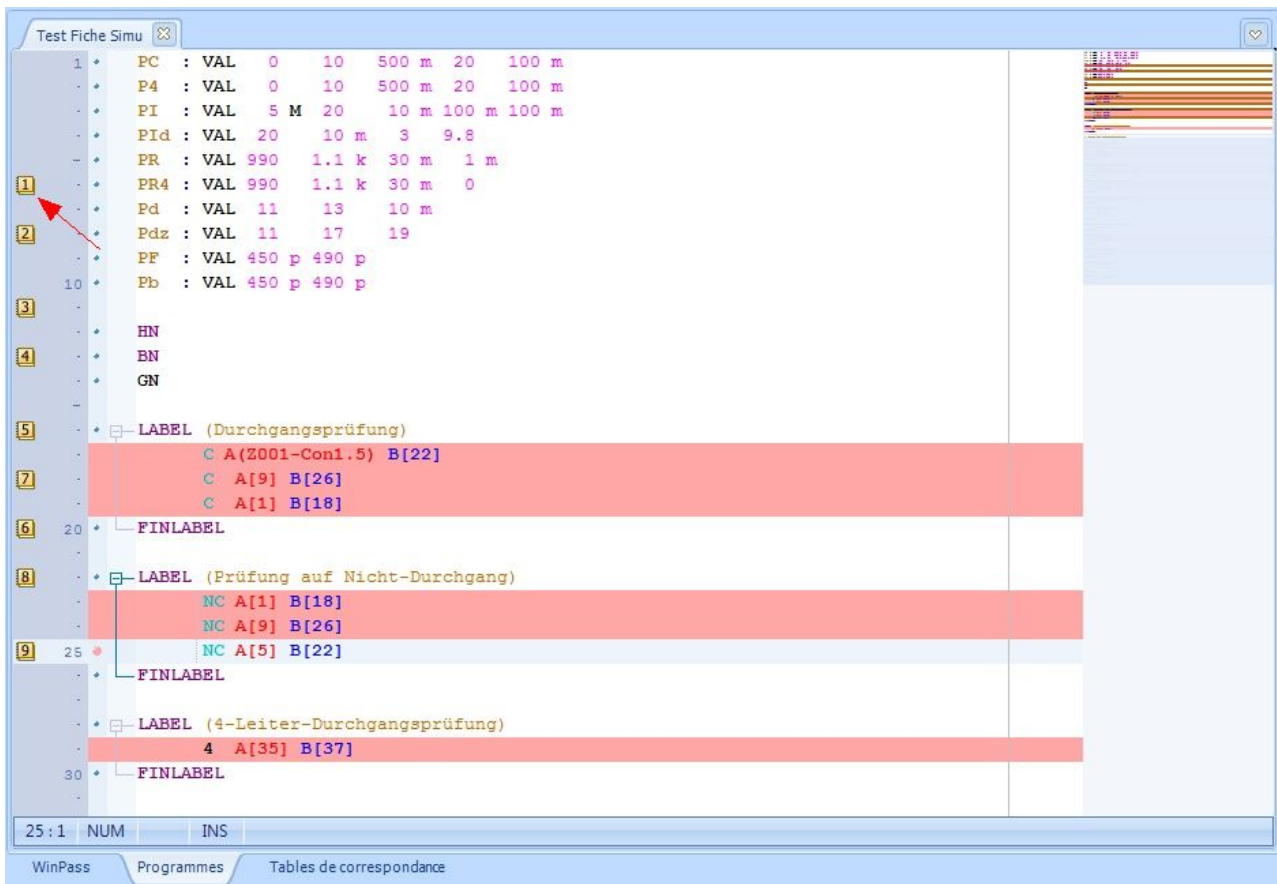 Test Fiche Simu
1 PC : VAL 0 10 500 m 20 100 m
P4 : VAL 0 10 500 m 20 100 m
PI : VAL 5 M 20 10 m 100 m 100 m
PId : VAL 20 10 m 3 9.8
PR : VAL 990 1.1 k 30 m 1 m
1 PR4 : VAL 990 1.1 k 30 m 0
Pd : VAL 11 13 10 m
2 Pdz : VAL 11 17 19
PF : VAL 450 p 490 p
10 Pb : VAL 450 p 490 p
3
HN
4 BN
GN
5 LABEL (Durchgangsprüfung)
C A(Z001-Con1.5) B[22]
7 C A[9] B[26]
C A[1] B[18]
6 20 FINLABEL
8 LABEL (Prüfung auf Nicht-Durchgang)
NC A[1] B[18]
NC A[9] B[26]
9 25 NC A[5] B[22]
FINLABEL
LABEL (4-Leiter-Durchgangsprüfung)
4 A[35] B[37]
30 FINLABEL
25 : 1 NUM INS
WinPass Programmes Tables de correspondance